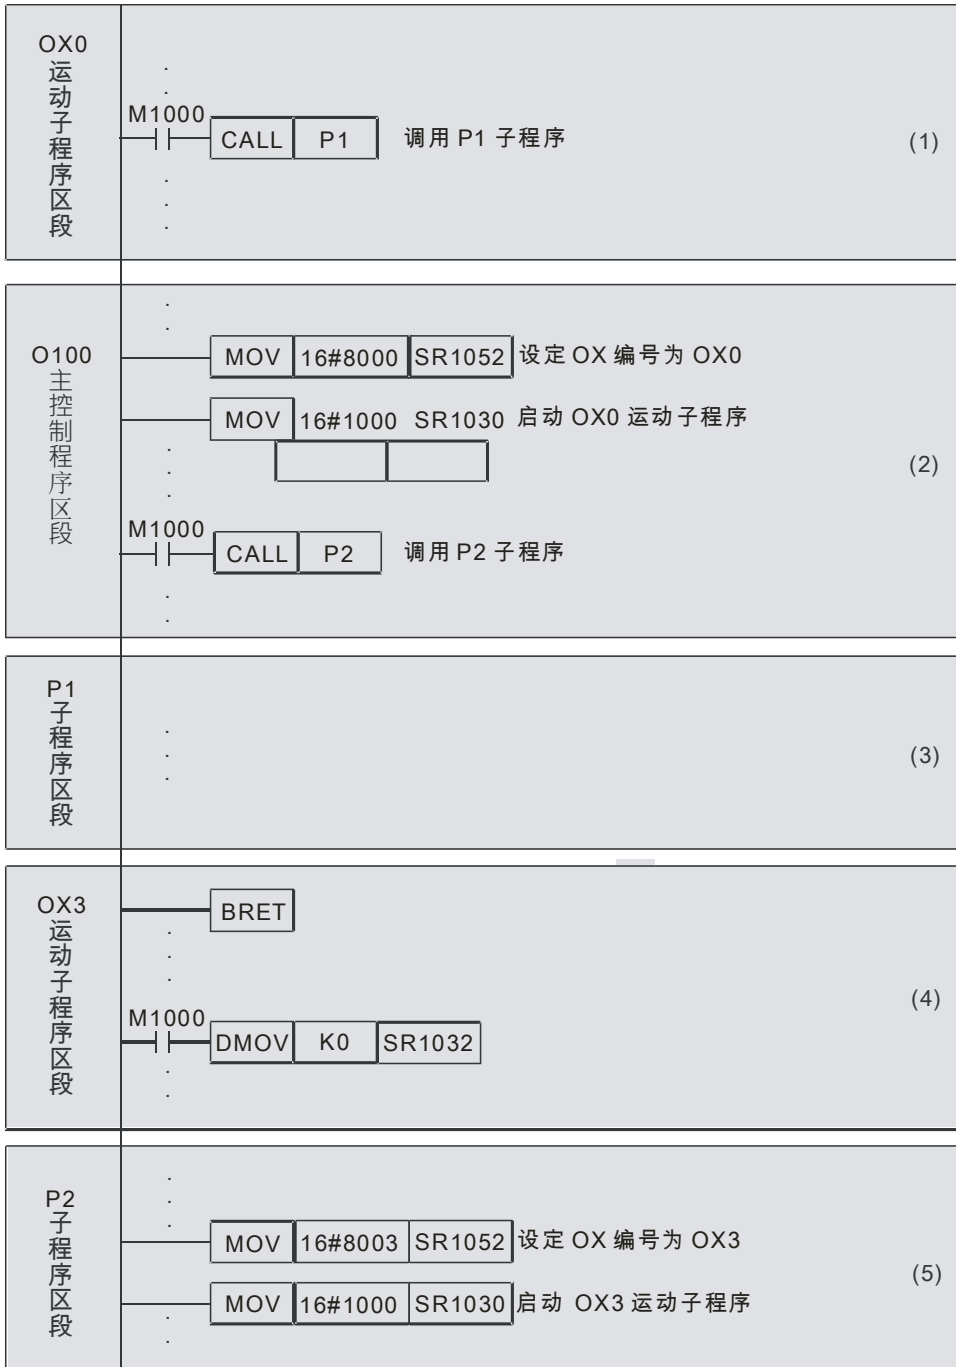 OX0
运动子程序区段
M1000
CALL P1 调用 P1 子程序
(1)
O100
主控制程序区段
MOV 16#8000 SR1052 设定 OX 编号为 OX0
MOV 16#1000 SR1030 启动 OX0 运动子程序
(2)
M1000
CALL P2 调用 P2 子程序
P1
子程序区段
(3)
OX3
运动子程序区段
BRET
(4)
M1000
DMOV K0 SR1032
P2
子程序区段
MOV 16#8003 SR1052 设定 OX 编号为 OX3
(5)
MOV 16#1000 SR1030 启动 OX3 运动子程序